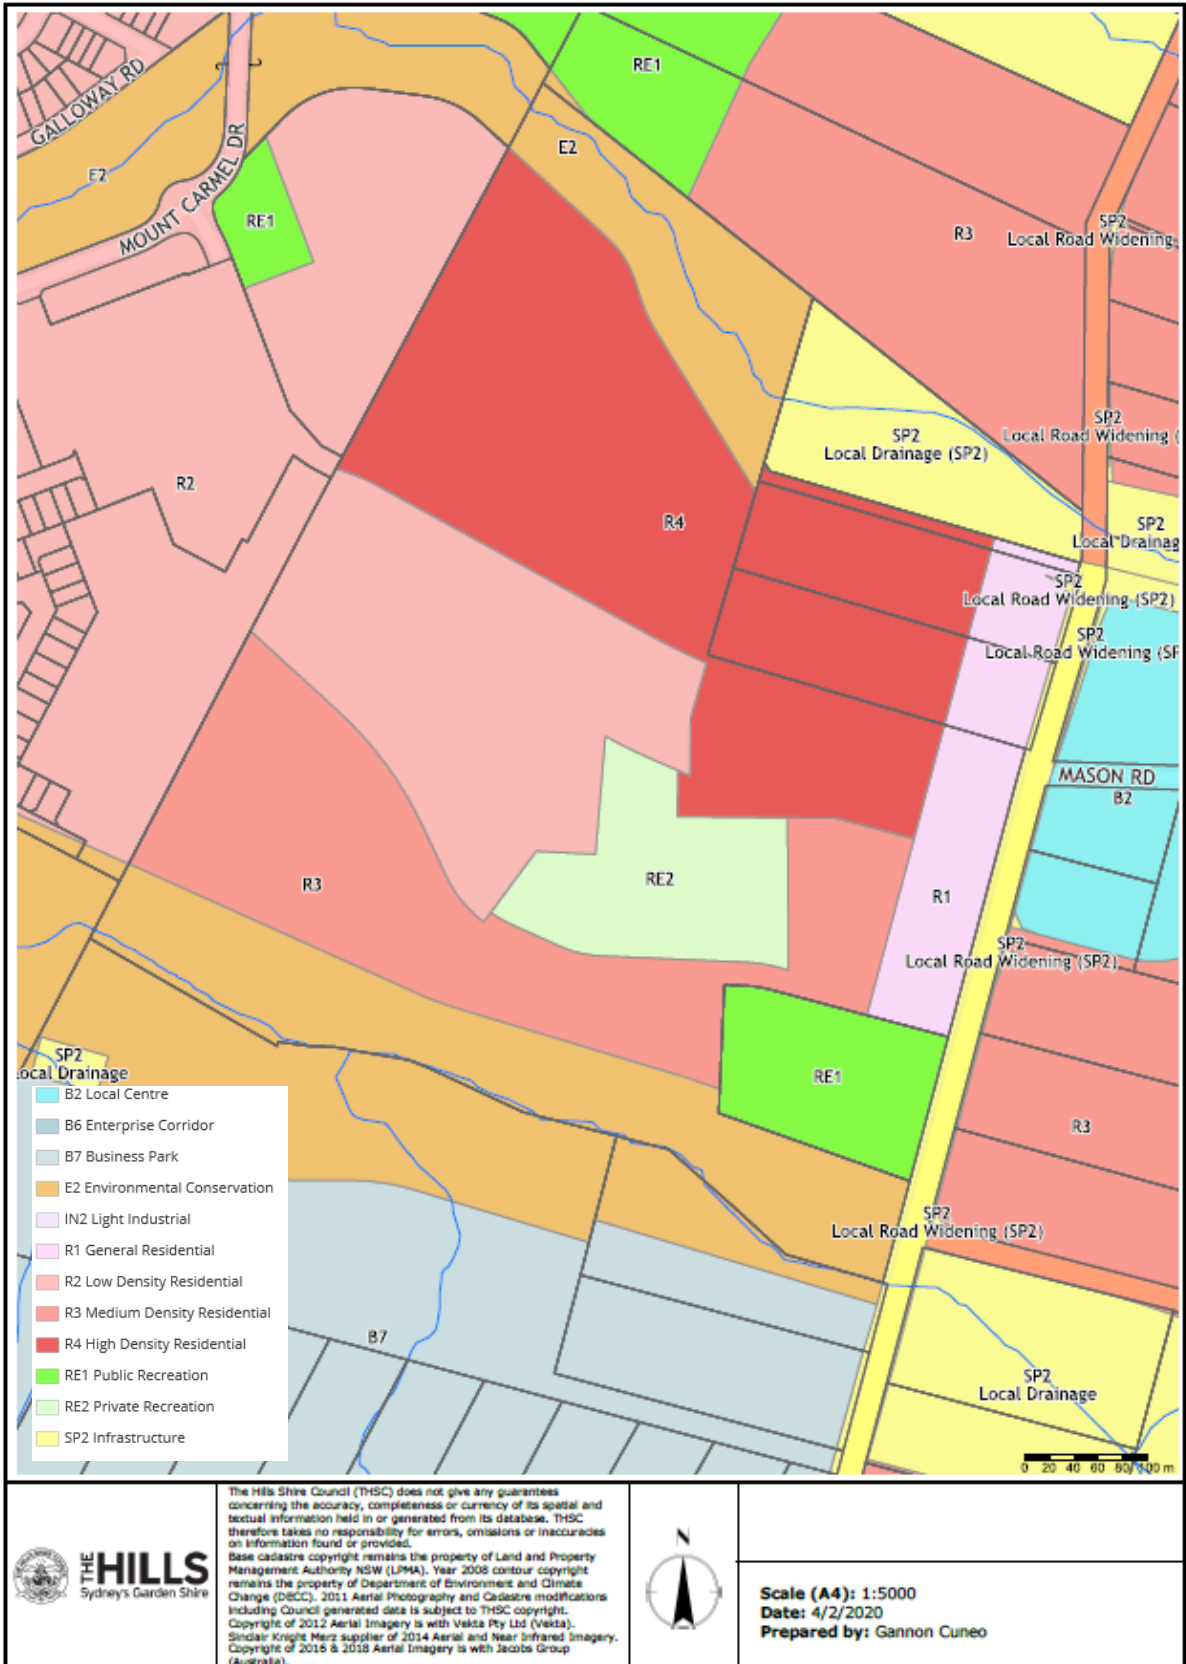 RE1
GALLOWAY RD
E2
E2
MOUNT CARMEL DR
RE1
SP2
Local Road Widening
R3
SP2
Local Road Widening (
SP2
Local Drainage (SP2)
R2
R4
SP2
Local Drainag
SP2
Local Road Widening (SP2)
SP2
Local Road Widening (SP
MASON RD
B2
R3
RE2
R1
SP2
Local Road Widening (SP2)
SP2
ocal Drainage
RE1
R3
B2 Local Centre
B6 Enterprise Corridor
B7 Business Park
E2 Environmental Conservation
IN2 Light Industrial
R1 General Residential
R2 Low Density Residential
R3 Medium Density Residential
R4 High Density Residential
RE1 Public Recreation
RE2 Private Recreation
SP2 Infrastructure
SP2
Local Road Widening (SP2)
B7
SP2
Local Drainage
0 20 40 60 80 100 m
THE HILLS
Sydney's Garden Shire
The Hills Shire Council (THSC) does not give any guarantees
concerning the accuracy, completeness or currency of its spatial and
textual information held in or generated from its database. THSC
therefore takes no responsibility for errors, omissions or inaccuracies
on information found or provided.
Base cadastre copyright remains the property of Land and Property
Management Authority NSW (LPMA). Year 2008 contour copyright
remains the property of Department of Environment and Climate
Change (DECC). 2011 Aerial Photography and Cadastre modifications
including Council generated data is subject to THSC copyright.
Copyright of 2012 Aerial Imagery is with Vekta Pty Ltd (Vekta).
Sinclair Knight Merz supplier of 2014 Aerial and Near Infrared Imagery.
Copyright of 2016 & 2018 Aerial Imagery is with Jacobs Group
(Australia).
N
Scale (A4): 1:5000
Date: 4/2/2020
Prepared by: Gannon Cuneo